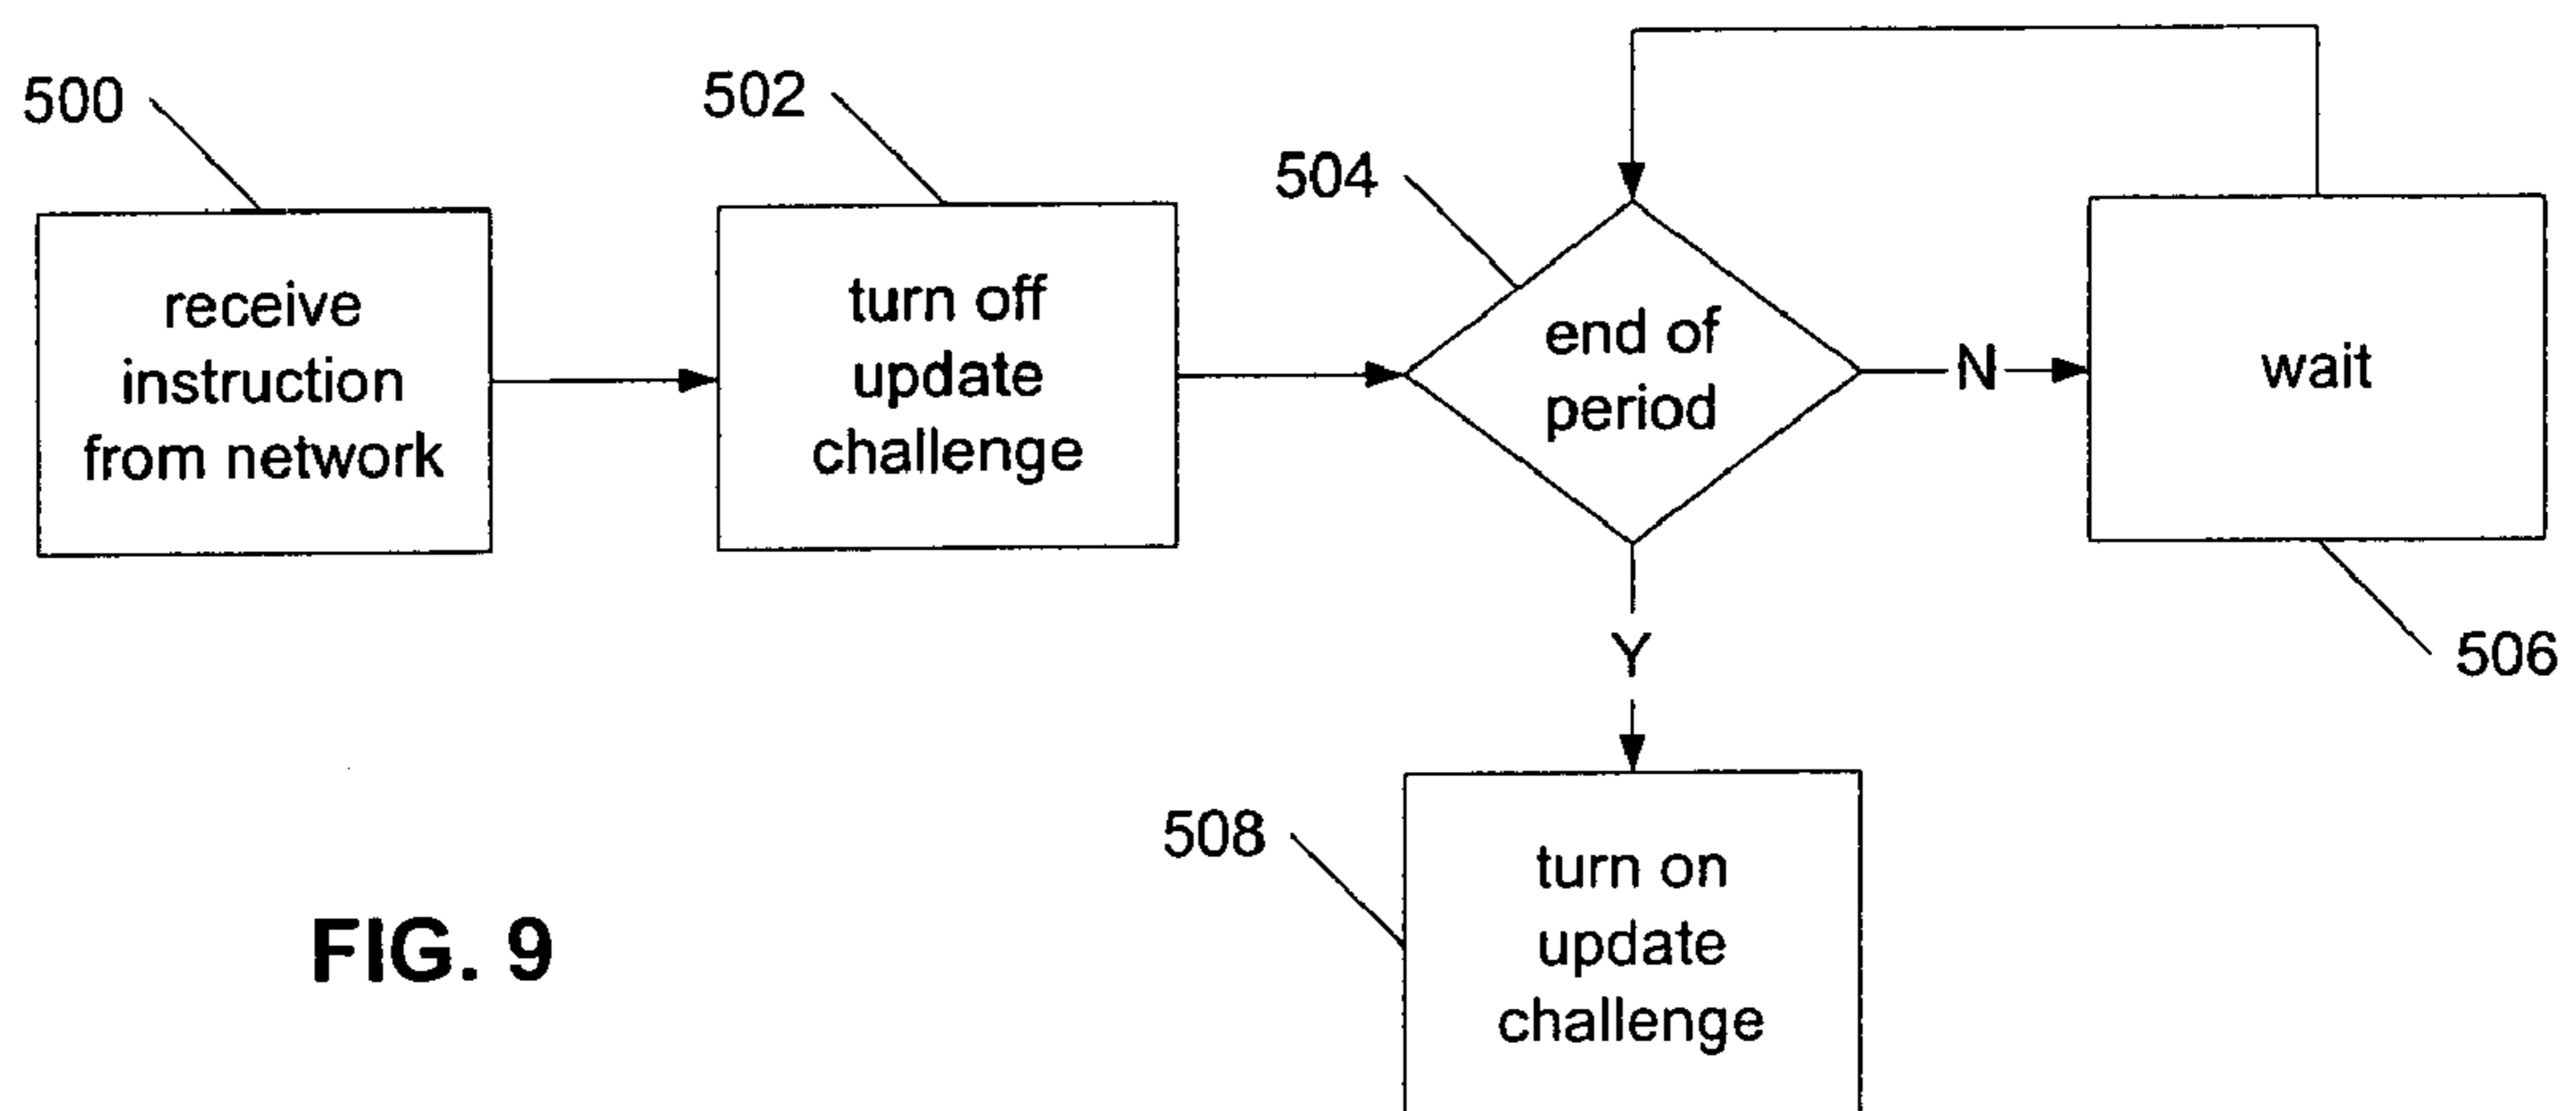 500
receive
instruction
from network
502
turn off
update
challenge
504
end of
period
N
wait
506
Y
508
turn on
update
challenge
FIG. 9